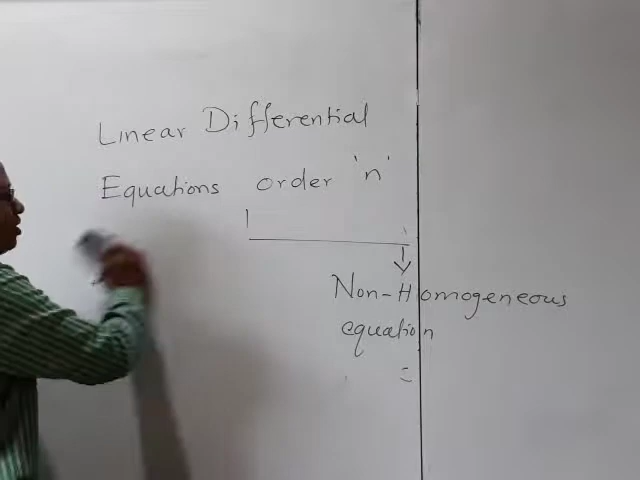 Linear Differential
Equations order 'n'
Non-Homogeneous
equation
=